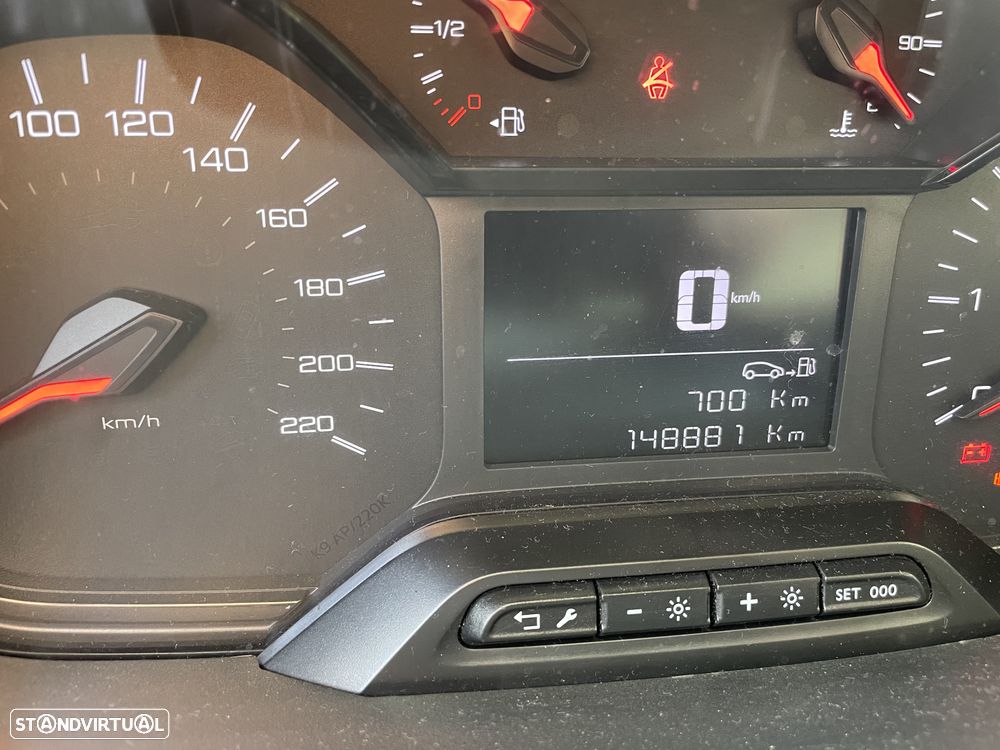 1/2
0
90
100
120
140
160
180
200
220
km/h
0 km/h
700 Km
148881 Km
1
K9 AP/220K
- 
+
SET 000
STANDVIRTUAL